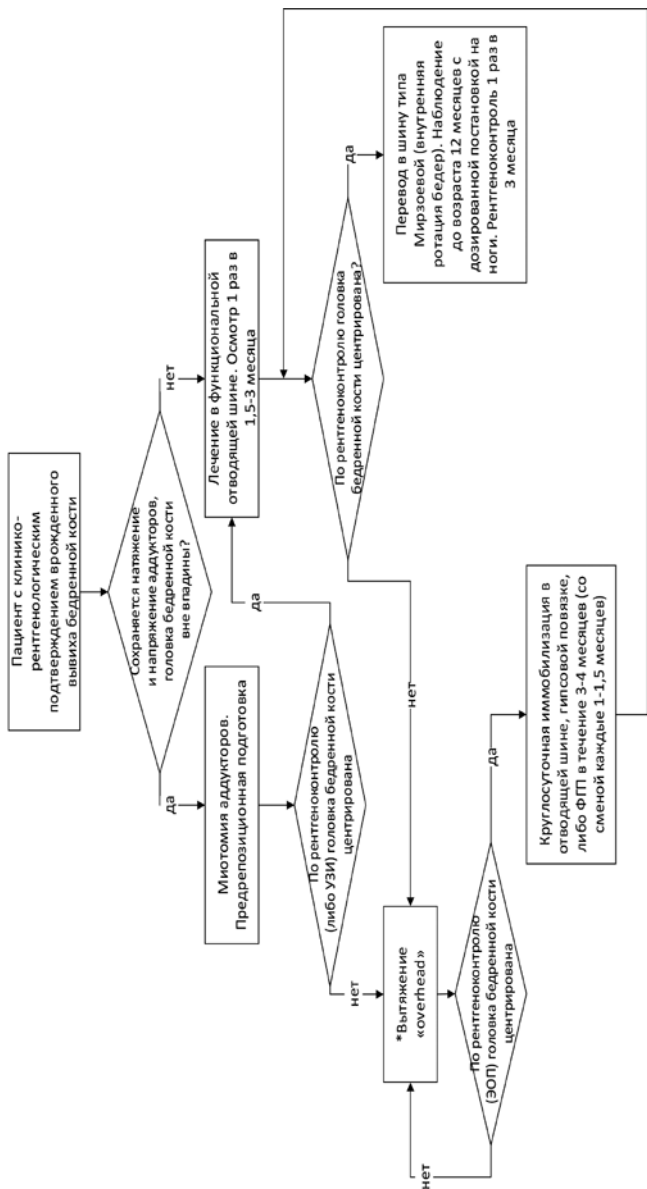 Пациент с клинико-
рентгенологическим
подтверждением врожденного
вывиха бедренной кости
Сохраняется натяжение
и напряжение аддукторов,
головка бедренной кости
вне впадины?
да
нет
Миотомия аддукторов.
Предрепозиционная подготовка
Лечение в функциональной
отводящей шине. Осмотр 1 раз в
1,5-3 месяца
По рентгеноконтролю
(либо УЗИ) головка бедренной кости
центрирована
да
нет
По рентгеноконтролю головка
бедренной кости центрирована?
да
нет
Перевод в шину типа
Мирзоевой (внутренняя
ротация бедер). Наблюдение
до возраста 12 месяцев с
дозированной постановкой на
ноги. Рентгеноконтроль 1 раз в
3 месяца
*Вытяжение
«overhead»
По рентгеноконтролю
(ЭОП) головка бедренной кости
центрирована
нет
да
Круглосуточная иммобилизация в
отводящей шине, гипсовой повязке,
либо ФГП в течение 3-4 месяцев (со
сменой каждые 1-1,5 месяцев)